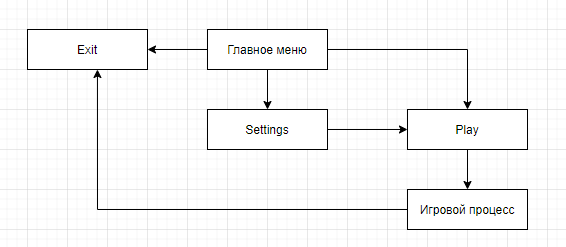 Exit
Главное меню
Settings
Play
Игровой процесс